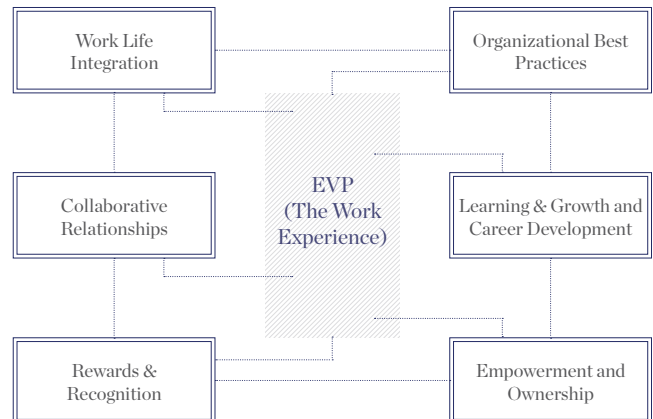 Work Life
Integration
Organizational Best
Practices
EVP
(The Work
Experience)
Collaborative
Relationships
Learning & Growth and
Career Development
Rewards &
Recognition
Empowerment and
Ownership